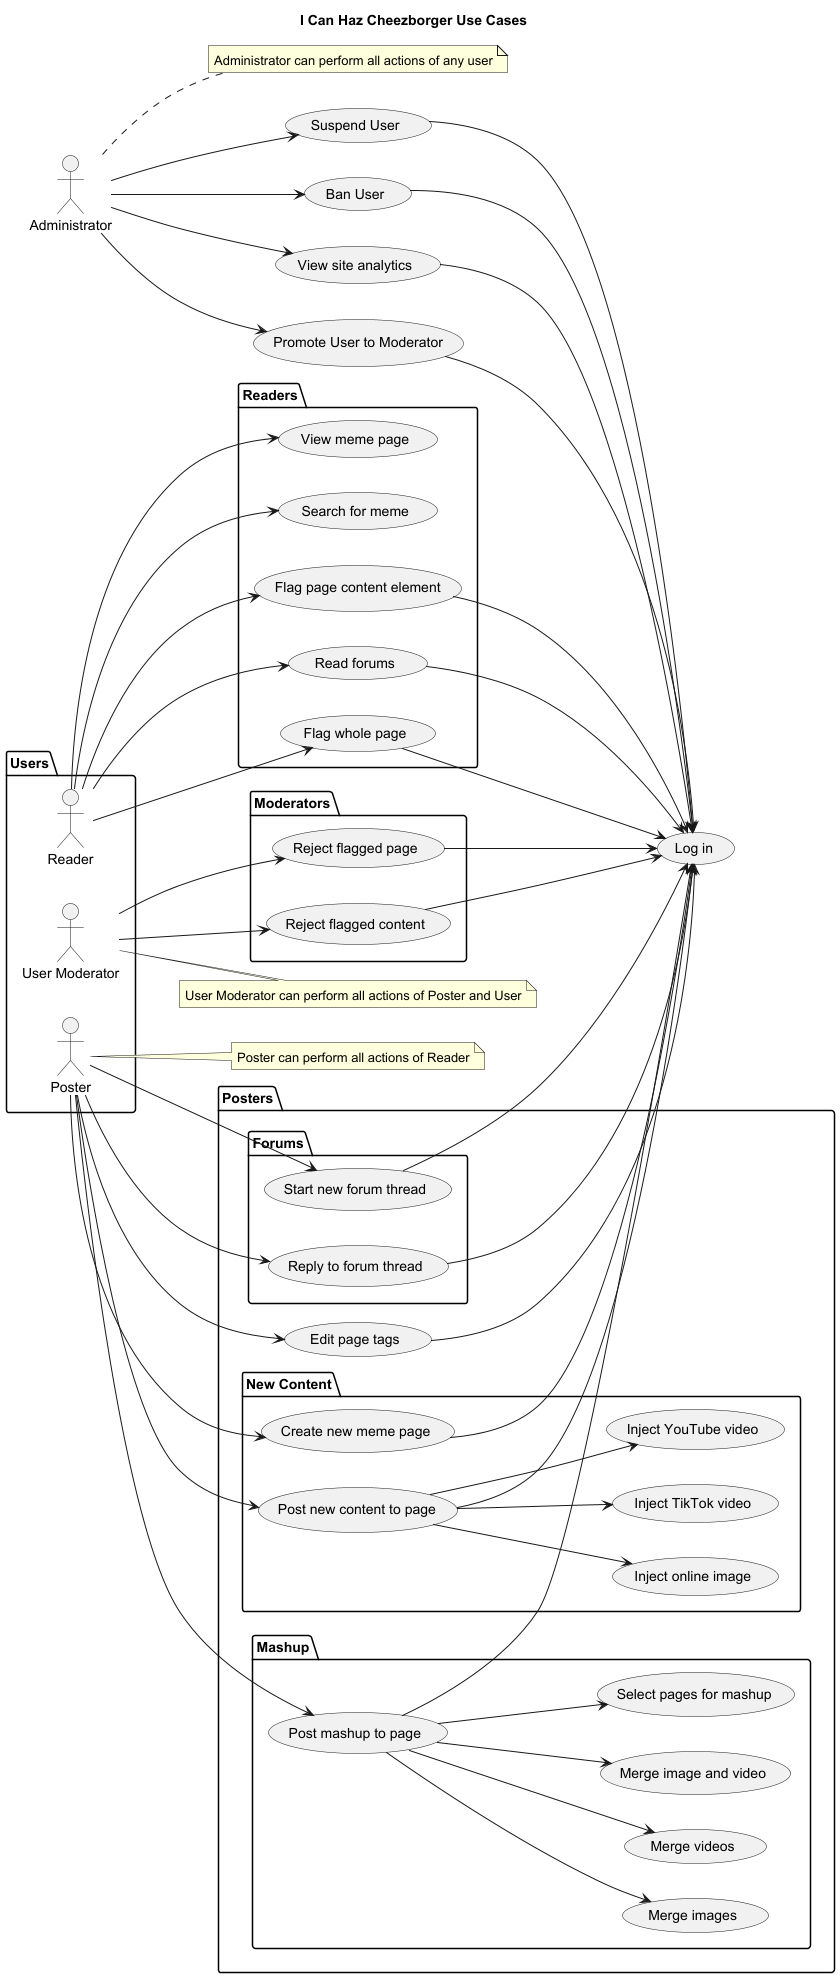 I Can Haz Cheezborger Use Cases
Administrator can perform all actions of any user
Suspend User
Ban User
Administrator
View site analytics
Promote User to Moderator
Readers
View meme page
Search for meme
Flag page content element
Read forums
Flag whole page
Users
Reader
Moderators
Reject flagged page
Log in
Reject flagged content
User Moderator
User Moderator can perform all actions of Poster and User
Poster can perform all actions of Reader
Poster
Posters
Forums
Start new forum thread
Reply to forum thread
Edit page tags
New Content
Create new meme page
Inject YouTube video
Post new content to page
Inject TikTok video
Inject online image
Mashup
Select pages for mashup
Post mashup to page
Merge image and video
Merge videos
Merge images